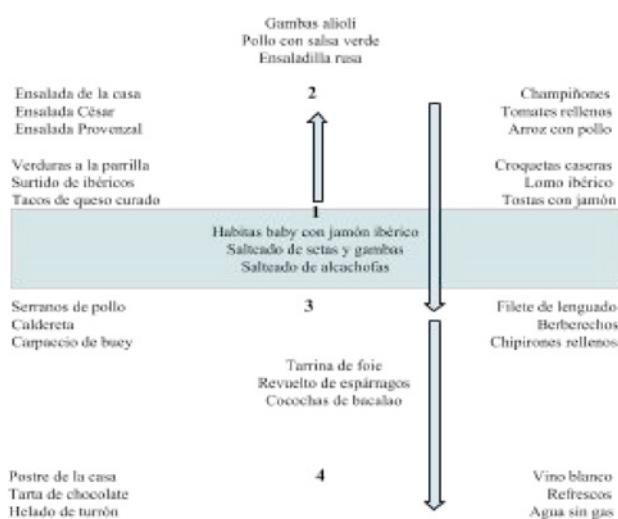 Gambas alioli
Pollo con salsa verde
Ensaladilla rusa
Ensalada de la casa
Ensalada César
Ensalada Provenzal
2
Champiñones
Tomates rellenos
Arroz con pollo
Verduras a la parrilla
Surtido de ibéricos
Tacos de queso curado
Croquetas caseras
Lomo ibérico
Tostas con jamón
1
Habitas baby con jamón ibérico
Salteado de setas y gambas
Salteado de alcachofas
Serranos de pollo
Caldereta
Carpaccio de buey
3
Filete de lenguado
Berberechos
Chipirones rellenos
Tarrina de foie
Revuelto de espárragos
Cocochas de bacalao
Postre de la casa
Tarta de chocolate
Helado de turrón
4
Vino blanco
Refrescos
Agua sin gas